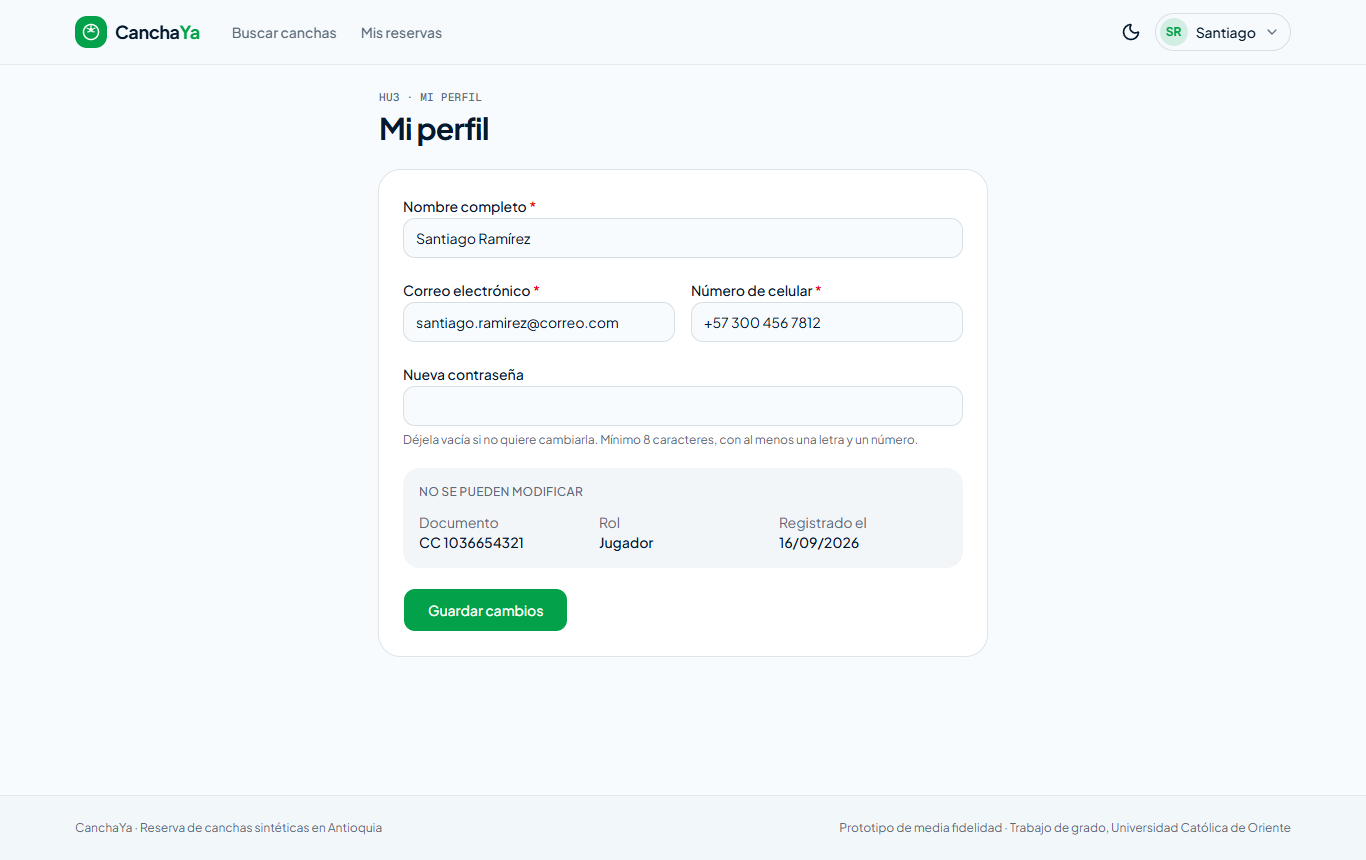 CanchaYa
Buscar canchas
Mis reservas
SR
Santiago
HU3 · MI PERFIL
Mi perfil
Nombre completo *
Santiago Ramírez
Correo electrónico *
Número de celular *
santiago.ramirez@correo.com
+57 300 456 7812
Nueva contraseña
Déjela vacía si no quiere cambiarla. Mínimo 8 caracteres, con al menos una letra y un número.
NO SE PUEDEN MODIFICAR
Documento
Rol
Registrado el
CC 1036654321
Jugador
16/09/2026
Guardar cambios
CanchaYa · Reserva de canchas sintéticas en Antioquia
Prototipo de media fidelidad · Trabajo de grado, Universidad Católica de Oriente